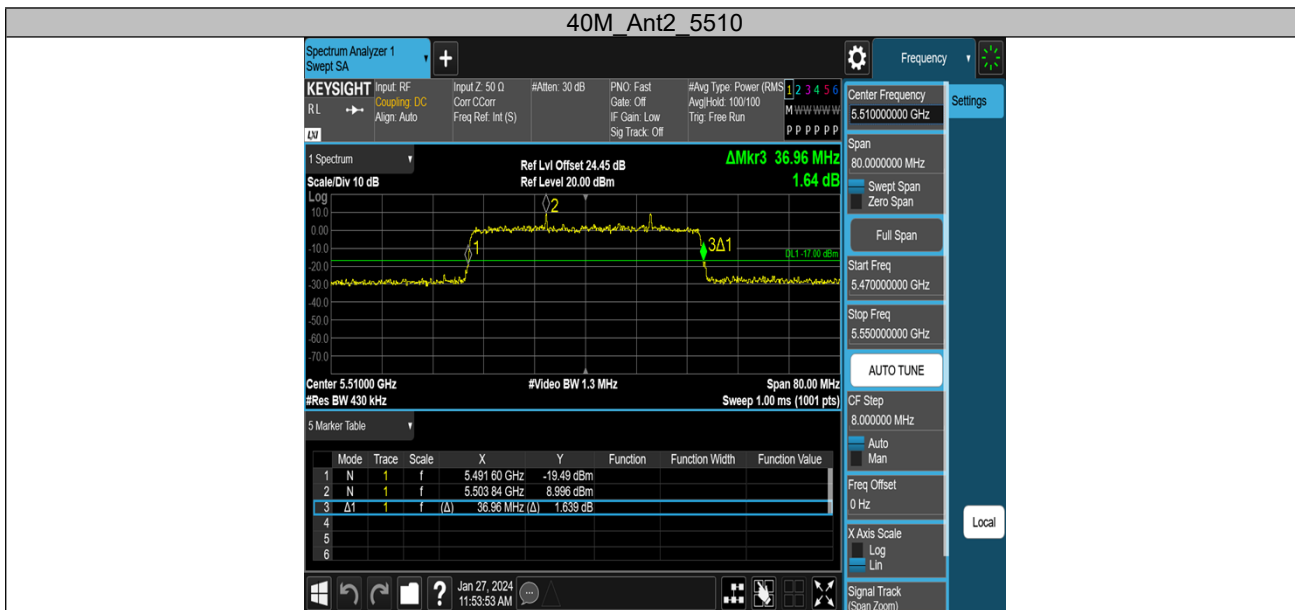 40M_Ant2_5510
Spectrum Analyzer 1
Swept SA
+
Frequency
KEYSIGHT
RL
LXI
Input: RF
Coupling: DC
Align: Auto
Input Z: 50 Ω
Corr CCorr
Freq Ref: Int (S)
#Atten: 30 dB
PNO: Fast
Gate: Off
IF Gain: Low
Sig Track: Off
#Avg Type: Power (RMS
Avg|Hold: 100/100
Trig: Free Run
1 2 3 4 5 6
M W W W W W
P P P P P P
1 Spectrum
Scale/Div 10 dB
Ref Lvl Offset 24.45 dB
Ref Level 20.00 dBm
ΔMkr3 36.96 MHz
1.64 dB
Log
10.0
0.00
-10.0
-20.0
-30.0
-40.0
-50.0
-60.0
-70.0
2
1
3Δ1
DL1 -17.00 dBm
Center 5.51000 GHz
#Video BW 1.3 MHz
Span 80.00 MHz
#Res BW 430 kHz
Sweep 1.00 ms (1001 pts)
5 Marker Table
Mode Trace Scale X Y Function Function Width Function Value
1 N 1 f 5.491 60 GHz -19.49 dBm
2 N 1 f 5.503 84 GHz 8.996 dBm
3 Δ1 1 f (Δ) 36.96 MHz (Δ) 1.639 dB
4
5
6
?
Jan 27, 2024
11:53:53 AM
Center Frequency
5.510000000 GHz
Settings
Span
80.0000000 MHz
Swept Span
Zero Span
Full Span
Start Freq
5.470000000 GHz
Stop Freq
5.550000000 GHz
AUTO TUNE
CF Step
8.000000 MHz
Auto
Man
Freq Offset
0 Hz
Local
X Axis Scale
Log
Lin
Signal Track
(Span Zoom)